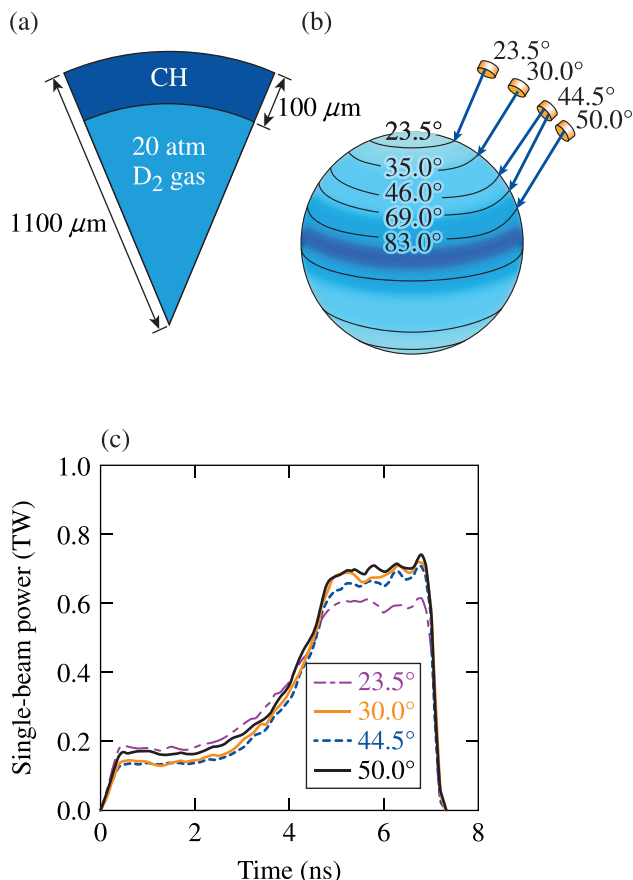 (a)
CH
100 μm
20 atm
D₂ gas
1100 μm
(b)
23.5°
30.0°
44.5°
50.0°
23.5°
35.0°
46.0°
69.0°
83.0°
(c)
1.0
0.8
0.6
0.4
0.2
0.0
Single-beam power (TW)
23.5°
30.0°
44.5°
50.0°
0 2 4 6 8
Time (ns)